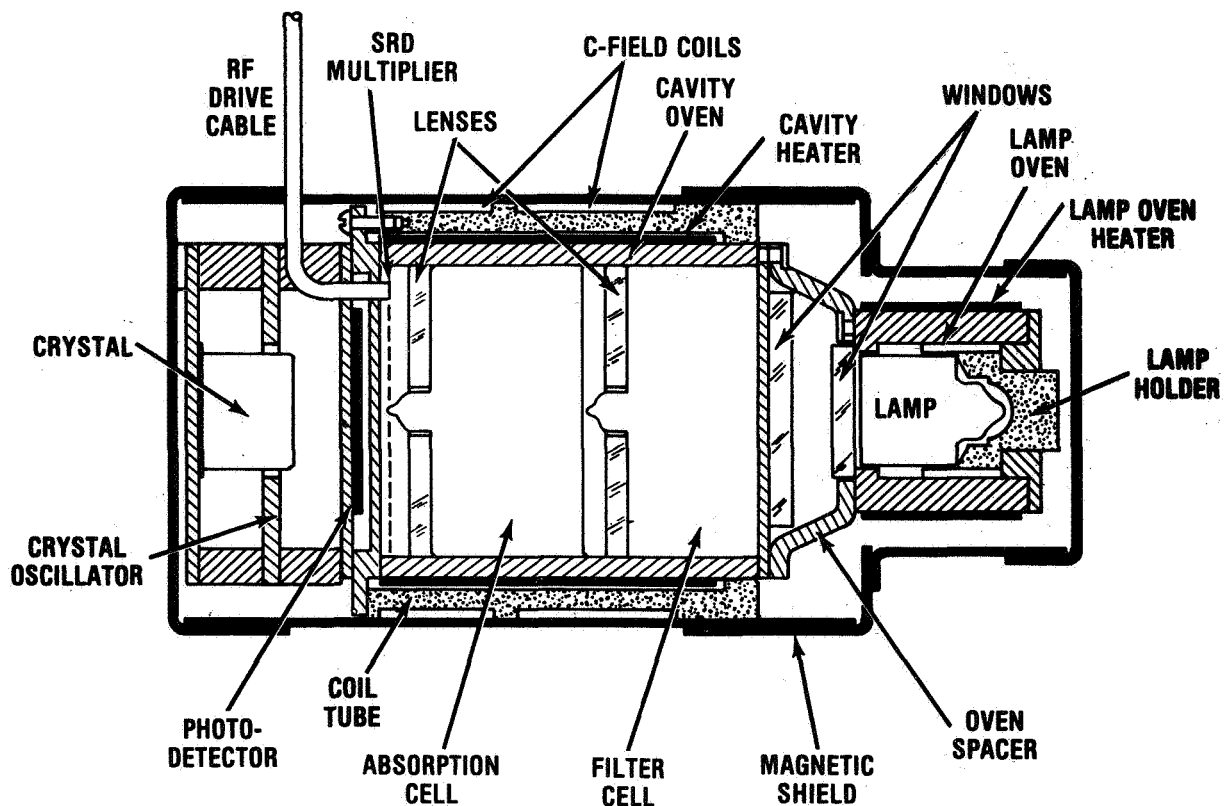 RF
DRIVE
CABLE
SRD
MULTIPLIER
LENSES
C-FIELD COILS
CAVITY
OVEN
CAVITY
HEATER
WINDOWS
LAMP
OVEN
LAMP OVEN
HEATER
CRYSTAL
LAMP
LAMP
HOLDER
CRYSTAL
OSCILLATOR
PHOTO-
DETECTOR
COIL
TUBE
ABSORPTION
CELL
FILTER
CELL
MAGNETIC
SHIELD
OVEN
SPACER